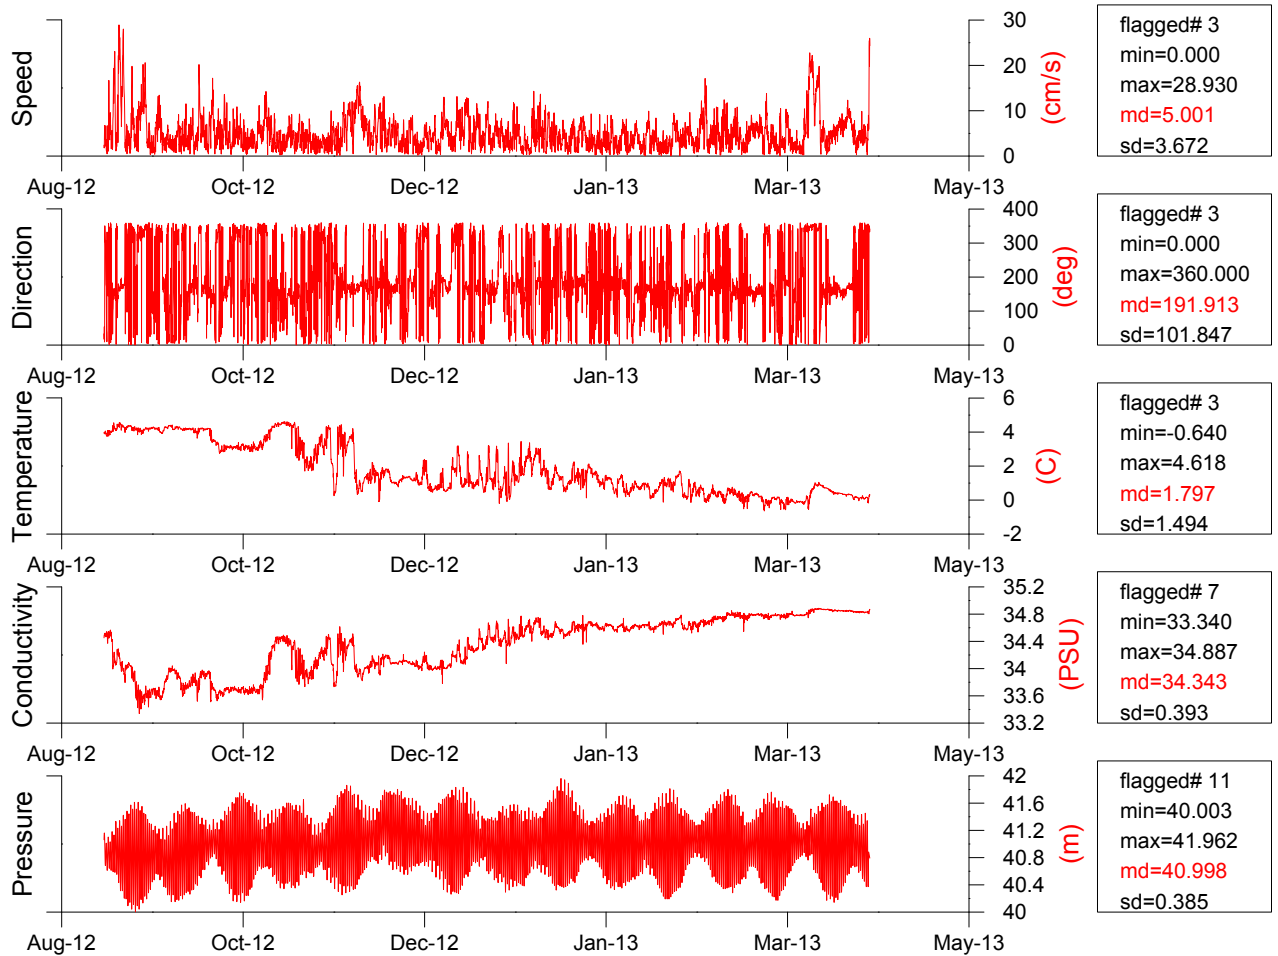 Speed
30
20
10
0
(cm/s)
Aug-12 Oct-12 Dec-12 Jan-13 Mar-13 May-13
flagged# 3
min=0.000
max=28.930
md=5.001
sd=3.672
Direction
400
300
200
100
0
(deg)
Aug-12 Oct-12 Dec-12 Jan-13 Mar-13 May-13
flagged# 3
min=0.000
max=360.000
md=191.913
sd=101.847
Temperature
6
4
2
0
-2
(C)
Aug-12 Oct-12 Dec-12 Jan-13 Mar-13 May-13
flagged# 3
min=-0.640
max=4.618
md=1.797
sd=1.494
Conductivity
35.2
34.8
34.4
34
33.6
33.2
(PSU)
Aug-12 Oct-12 Dec-12 Jan-13 Mar-13 May-13
flagged# 7
min=33.340
max=34.887
md=34.343
sd=0.393
Pressure
42
41.6
41.2
40.8
40.4
40
(m)
Aug-12 Oct-12 Dec-12 Jan-13 Mar-13 May-13
flagged# 11
min=40.003
max=41.962
md=40.998
sd=0.385